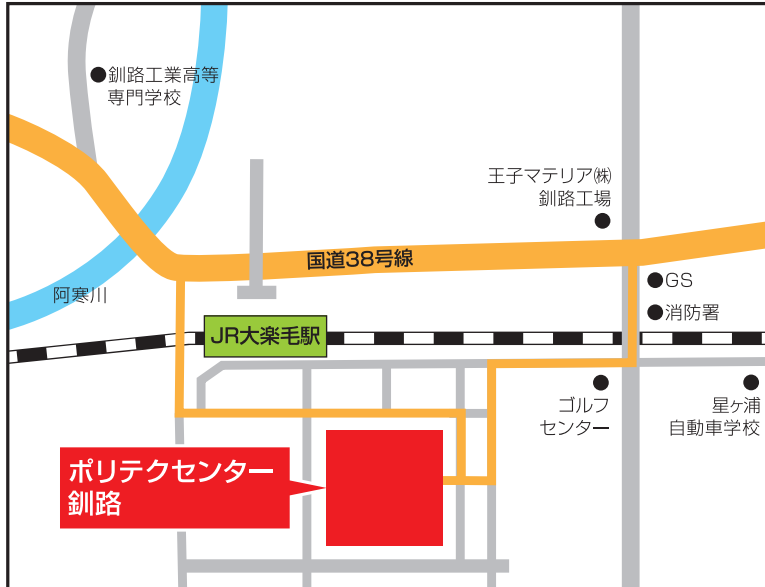 釧路工業高等
専門学校
王子マテリア㈱
釧路工場
国道38号線
GS
阿寒川
消防署
JR大楽毛駅
ゴルフ
センター
星ヶ浦
自動車学校
ポリテクセンター
釧路